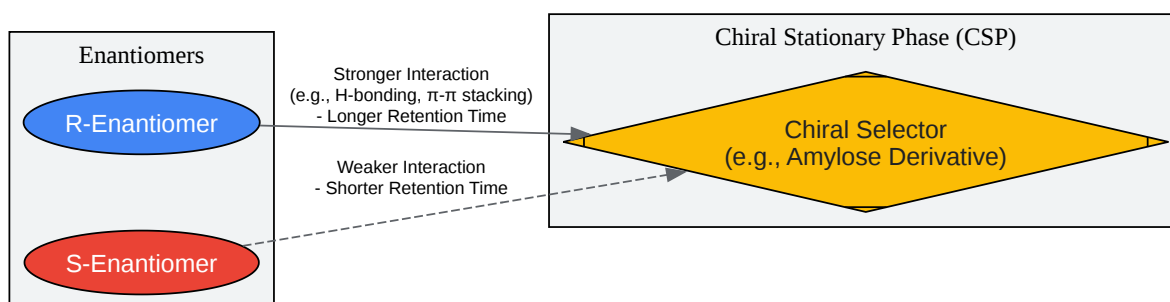 Enantiomers
R-Enantiomer
S-Enantiomer
Stronger Interaction
(e.g., H-bonding, π-π stacking)
- Longer Retention Time
Weaker Interaction
- Shorter Retention Time
Chiral Stationary Phase (CSP)
Chiral Selector
(e.g., Amylose Derivative)